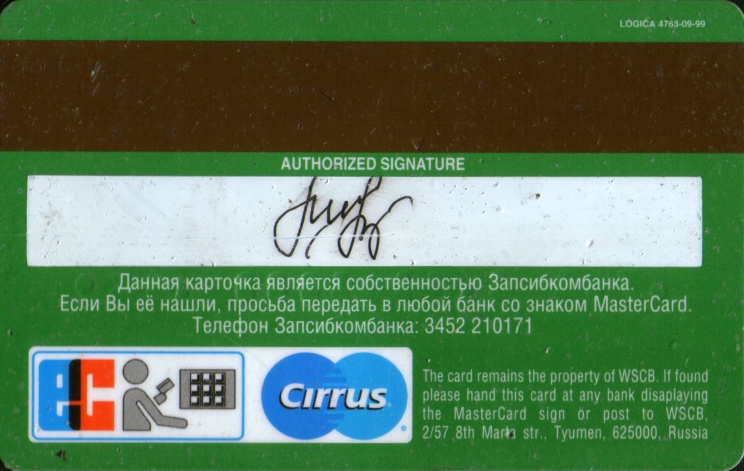 LOGICA 4763-09-99
AUTHORIZED SIGNATURE
Данная карточка является собственностью Запсибкомбанка.
Если Вы её нашли, просьба передать в любой банк со знаком MasterCard.
Телефон Запсибкомбанка: 3452 210171
ec
Cirrus
The card remains the property of WSCB. If found
please hand this card at any bank disaplaying
the MasterCard sign or post to WSCB,
2/57 8th Marta str., Tyumen, 625000, Russia